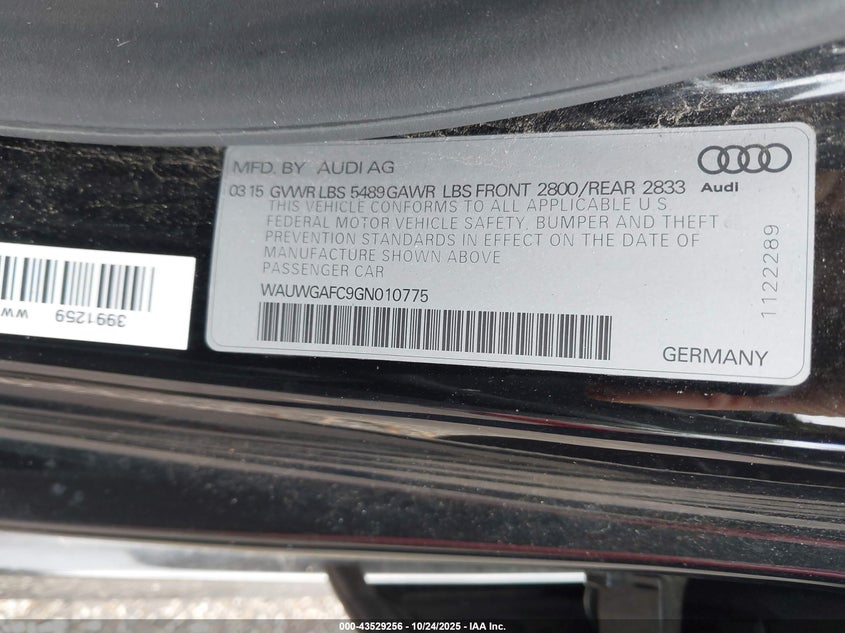 MFD. BY AUDI AG
Audi
03 15 GVWR LBS 5489 GAWR LBS FRONT 2800/REAR 2833
THIS VEHICLE CONFORMS TO ALL APPLICABLE U S
FEDERAL MOTOR VEHICLE SAFETY, BUMPER AND THEFT
PREVENTION STANDARDS IN EFFECT ON THE DATE OF
MANUFACTURE SHOWN ABOVE
PASSENGER CAR
WAUWGAFC9GN010775
GERMANY
1122289
3991259
WW
000-43529256 - 10/24/2025 - IAA Inc.